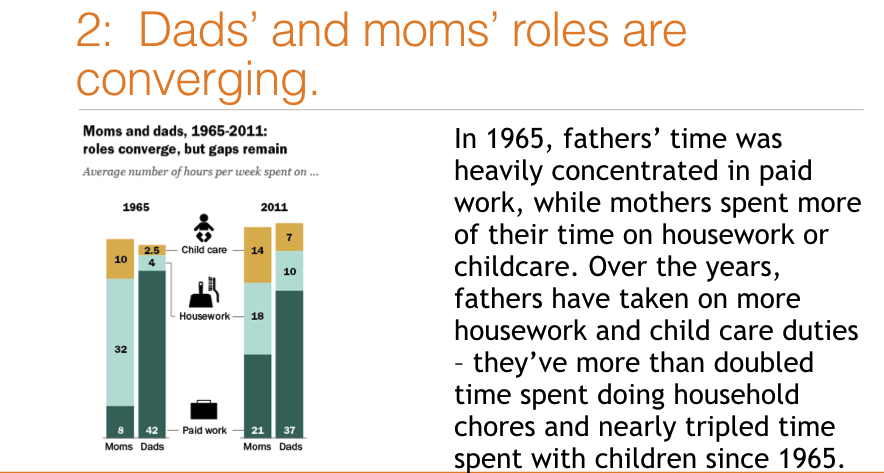 2:  Dads’ and moms’ roles are
converging.
Moms and dads, 1965-2011:
roles converge, but gaps remain
Average number of hours per week spent on ...
1965
2011
10
2.5
Child care
14
7
4
10
Housework
18
32
8
42
Paid work
21
37
Moms
Dads
Moms
Dads
In 1965, fathers’ time was
heavily concentrated in paid
work, while mothers spent more
of their time on housework or
childcare. Over the years,
fathers have taken on more
housework and child care duties
– they’ve more than doubled
time spent doing household
chores and nearly tripled time
spent with children since 1965.